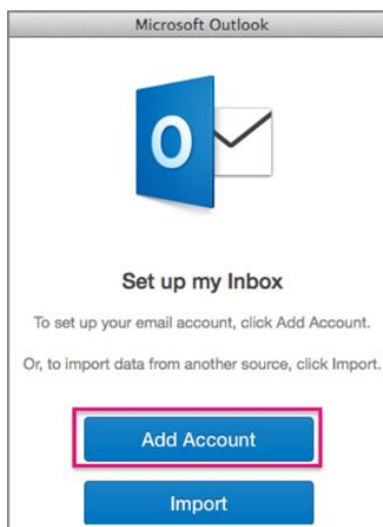 Microsoft Outlook
O
Set up my Inbox
To set up your email account, click Add Account.
Or, to import data from another source, click Import.
Add Account
Import